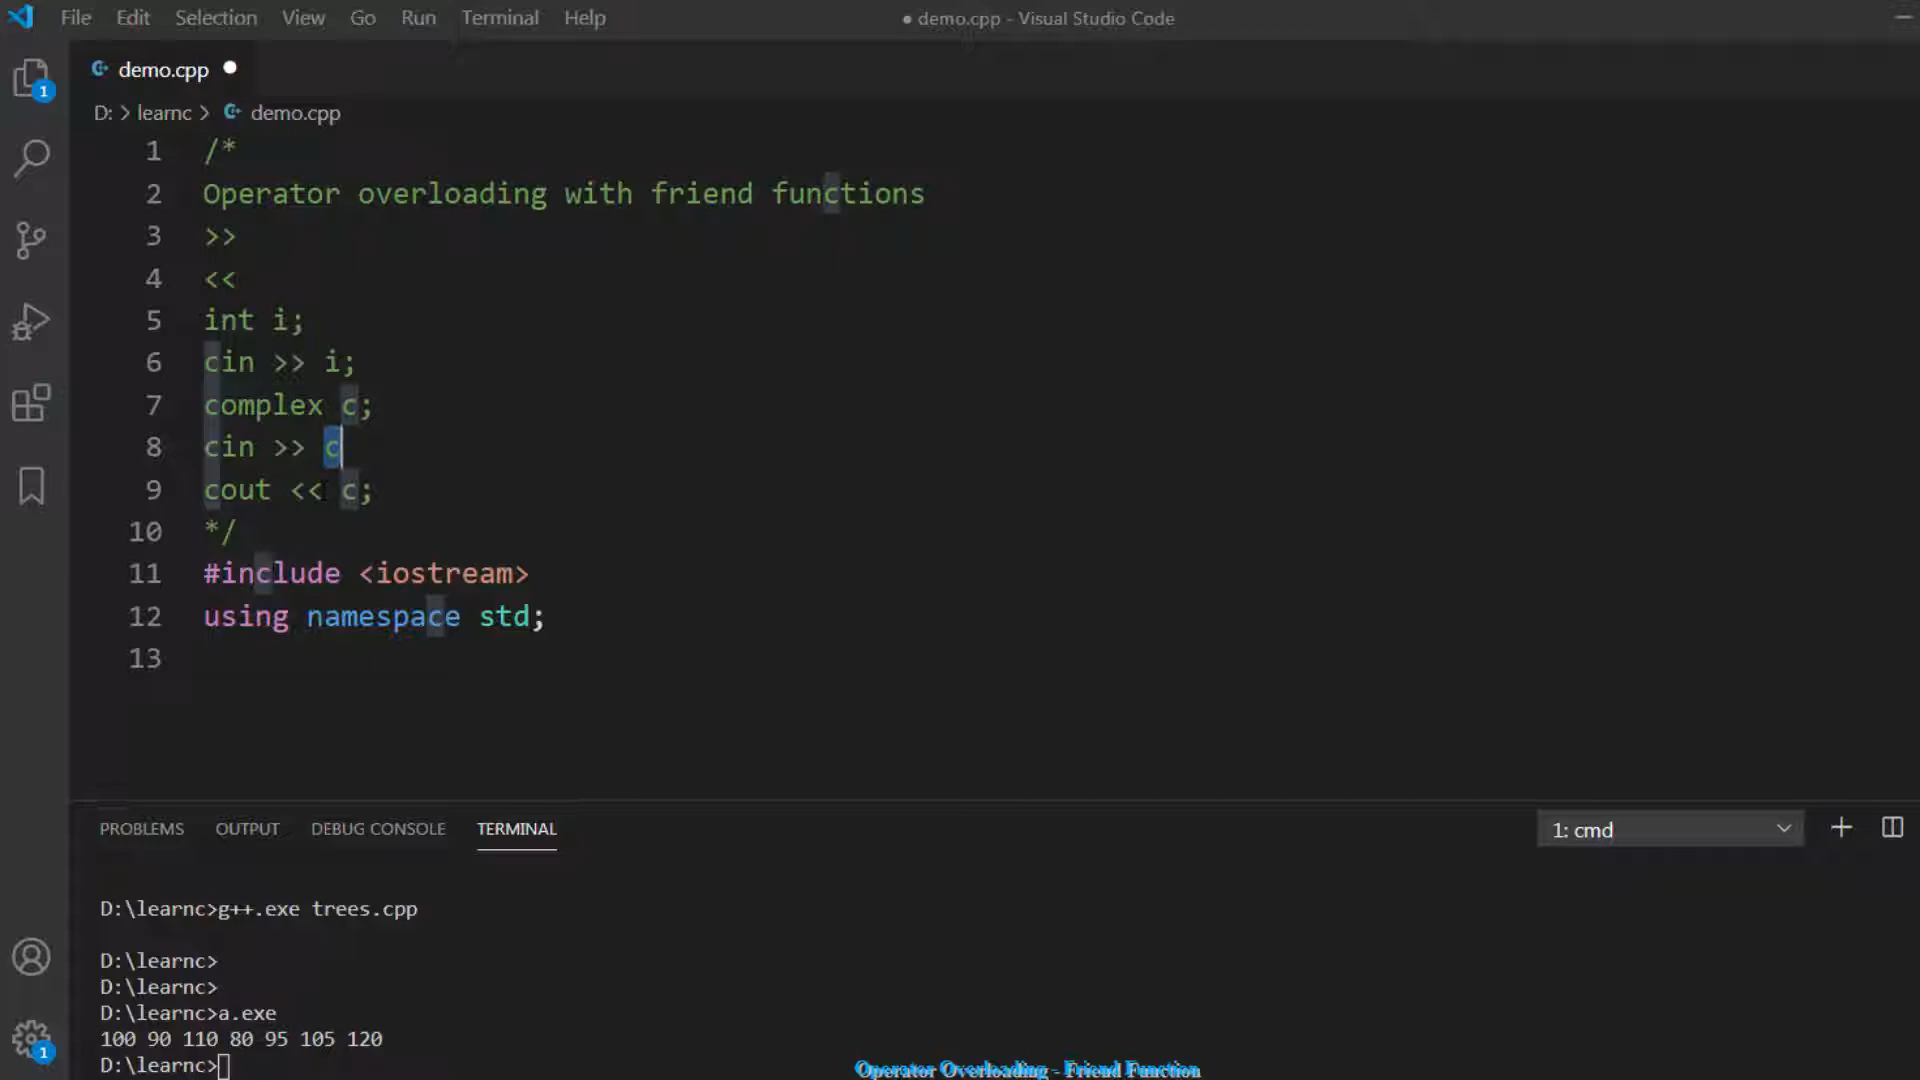 File Edit Selection View Go Run Terminal Help
● demo.cpp - Visual Studio Code
demo.cpp ●
D: > learnc > demo.cpp
1 /*
2 Operator overloading with friend functions
3 >>
4 <<
5 int i;
6 cin >> i;
7 complex c;
8 cin >> c
9 cout << c;
10 */
11 #include <iostream>
12 using namespace std;
13
PROBLEMS OUTPUT DEBUG CONSOLE TERMINAL
1: cmd
D:\learnc>g++.exe trees.cpp
D:\learnc>
D:\learnc>
D:\learnc>a.exe
100 90 110 80 95 105 120
D:\learnc>
1
1
Operator Overloading - Friend Function